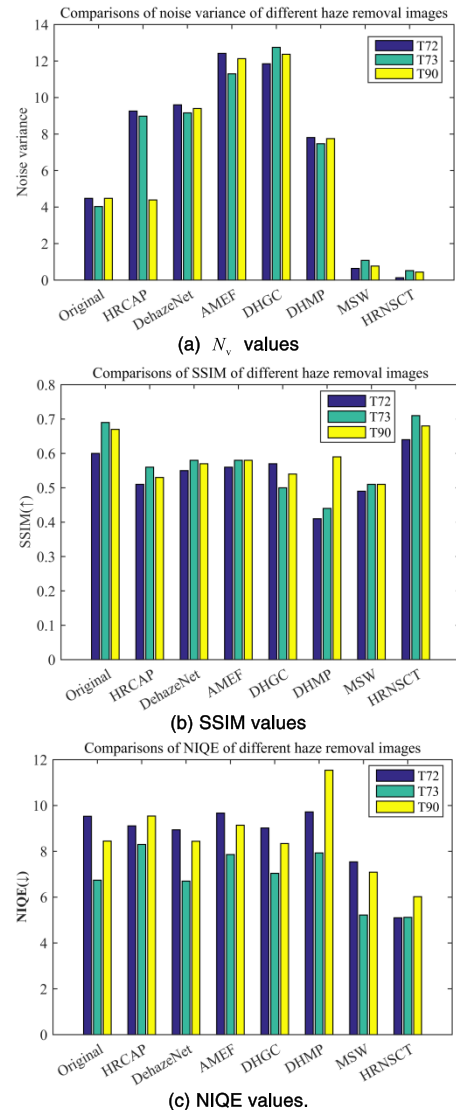 Comparisons of noise variance of different haze removal images
14
12
10
8
6
4
2
0
Noise variance
T72
T73
T90
Original
HRCAP
DehazeNet
AMEF
DHGC
DHMP
MSW
HRNSCT
(a) Nv values
Comparisons of SSIM of different haze removal images
0.8
0.7
0.6
0.5
0.4
0.3
0.2
0.1
0
SSIM(↑)
T72
T73
T90
Original
HRCAP
DehazeNet
AMEF
DHGC
DHMP
MSW
HRNSCT
(b) SSIM values
Comparisons of NIQE of different haze removal images
12
10
8
6
4
2
0
NIQE(↓)
T72
T73
T90
Original
HRCAP
DehazeNet
AMEF
DHGC
DHMP
MSW
HRNSCT
(c) NIQE values.